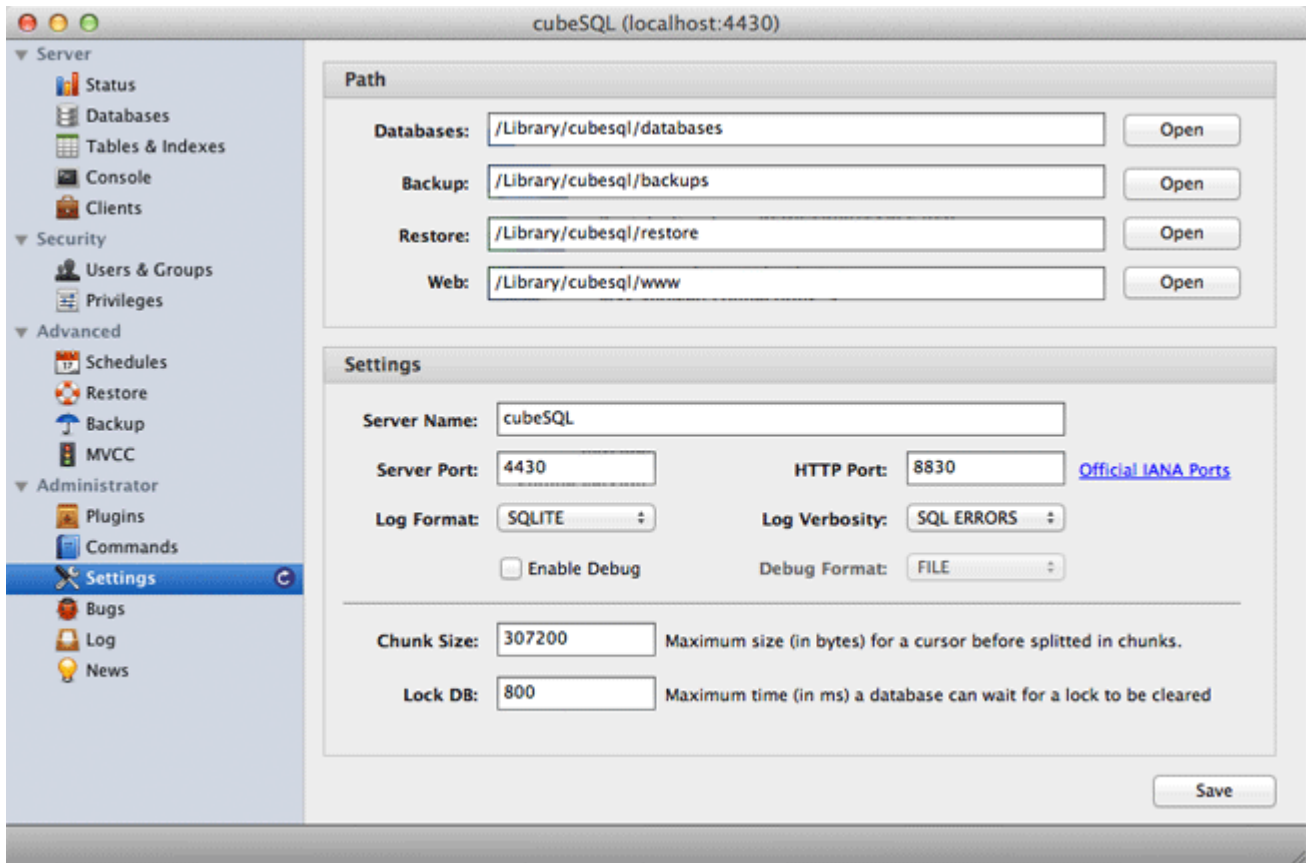 cubeSQL (localhost:4430)
Server
Status
Databases
Tables & Indexes
Console
Clients
Security
Users & Groups
Privileges
Advanced
Schedules
Restore
Backup
MVCC
Administrator
Plugins
Commands
Settings
Bugs
Log
News
Path
Databases: /Library/cubesql/databases Open
Backup: /Library/cubesql/backups Open
Restore: /Library/cubesql/restore Open
Web: /Library/cubesql/www Open
Settings
Server Name: cubeSQL
Server Port: 4430 HTTP Port: 8830 Official IANA Ports
Log Format: SQLITE Log Verbosity: SQL ERRORS
Enable Debug Debug Format: FILE
Chunk Size: 307200 Maximum size (in bytes) for a cursor before splitted in chunks.
Lock DB: 800 Maximum time (in ms) a database can wait for a lock to be cleared
Save